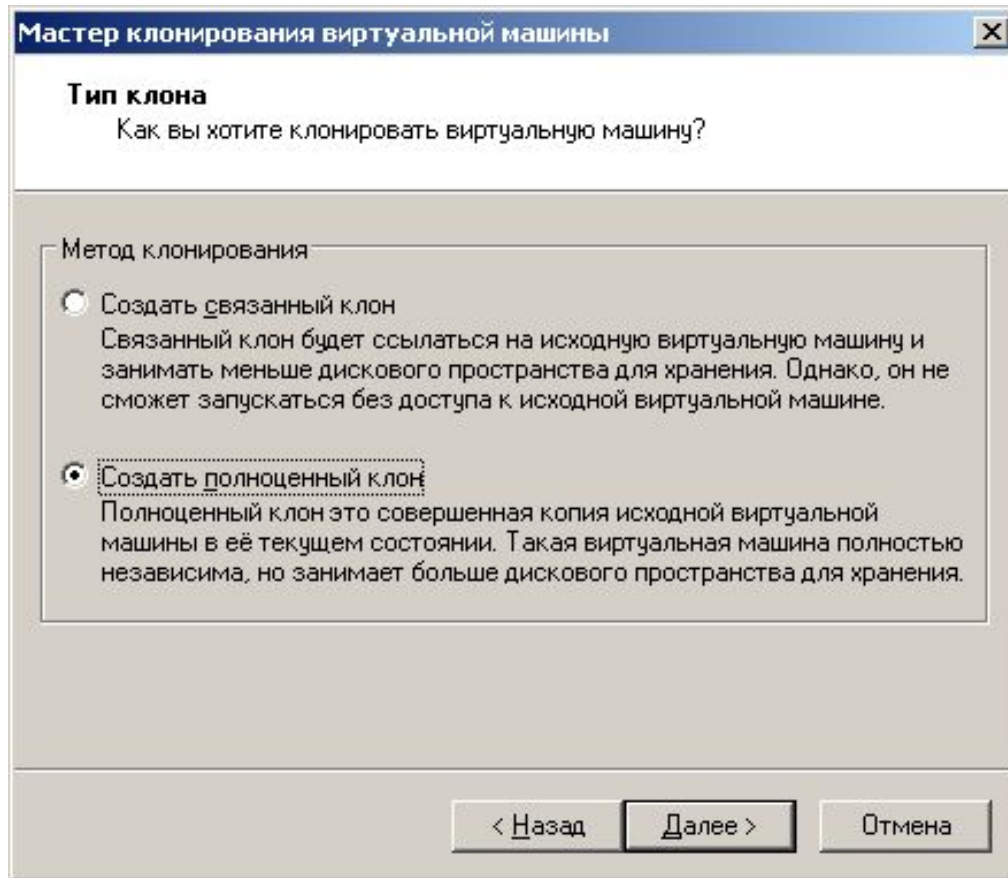 Мастер клонирования виртуальной машины
Тип клона
Как вы хотите клонировать виртуальную машину?
Метод клонирования
Создать связанный клон
Связанный клон будет ссылаться на исходную виртуальную машину и
занимать меньше дискового пространства для хранения. Однако, он не
сможет запускаться без доступа к исходной виртуальной машине.
Создать полноценный клон
Полноценный клон это совершенная копия исходной виртуальной
машины в её текущем состоянии. Такая виртуальная машина полностью
независима, но занимает больше дискового пространства для хранения.
< Назад Далее > Отмена